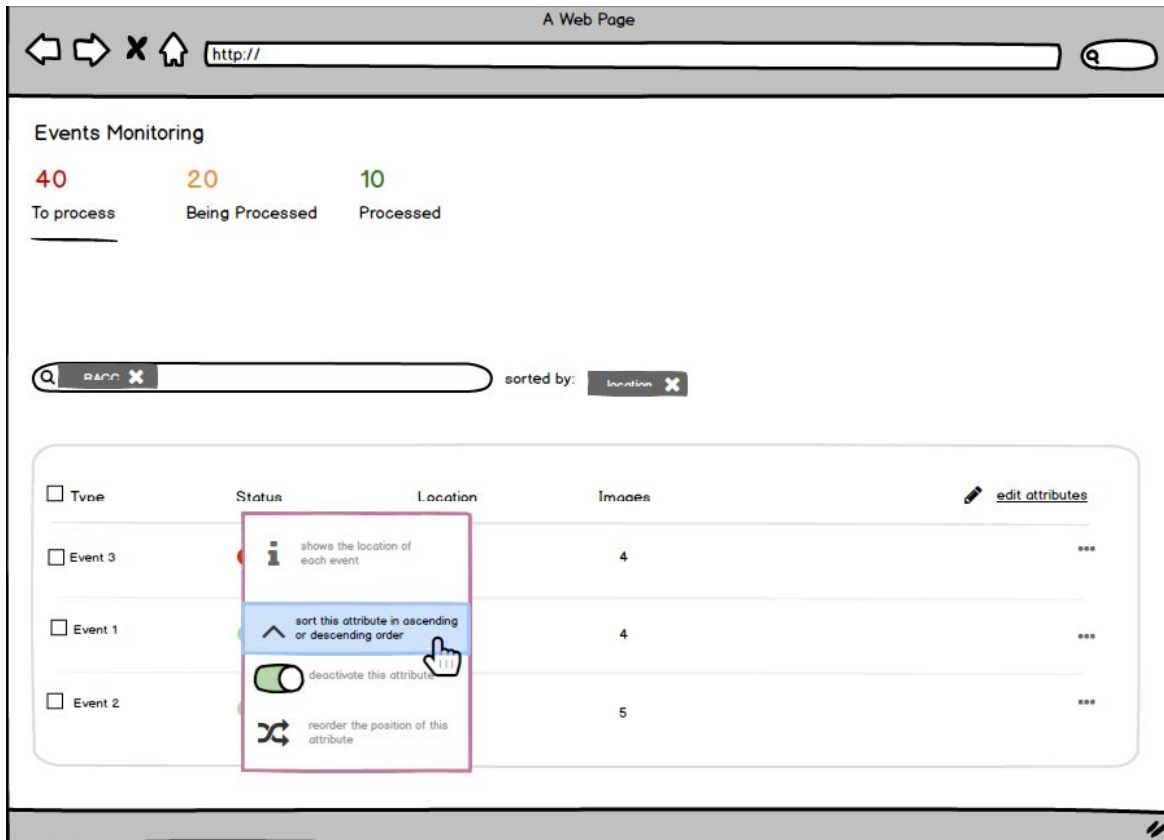 A Web Page
http://
Events Monitoring
40 20 10
To process Being Processed Processed
RACC sorted by: location
Type Status Location Images edit attributes
Event 3 4
shows the location of
each event
sort this attribute in ascending
or descending order
Event 1 4
deactivate this attribute
Event 2 5
reorder the position of this
attribute